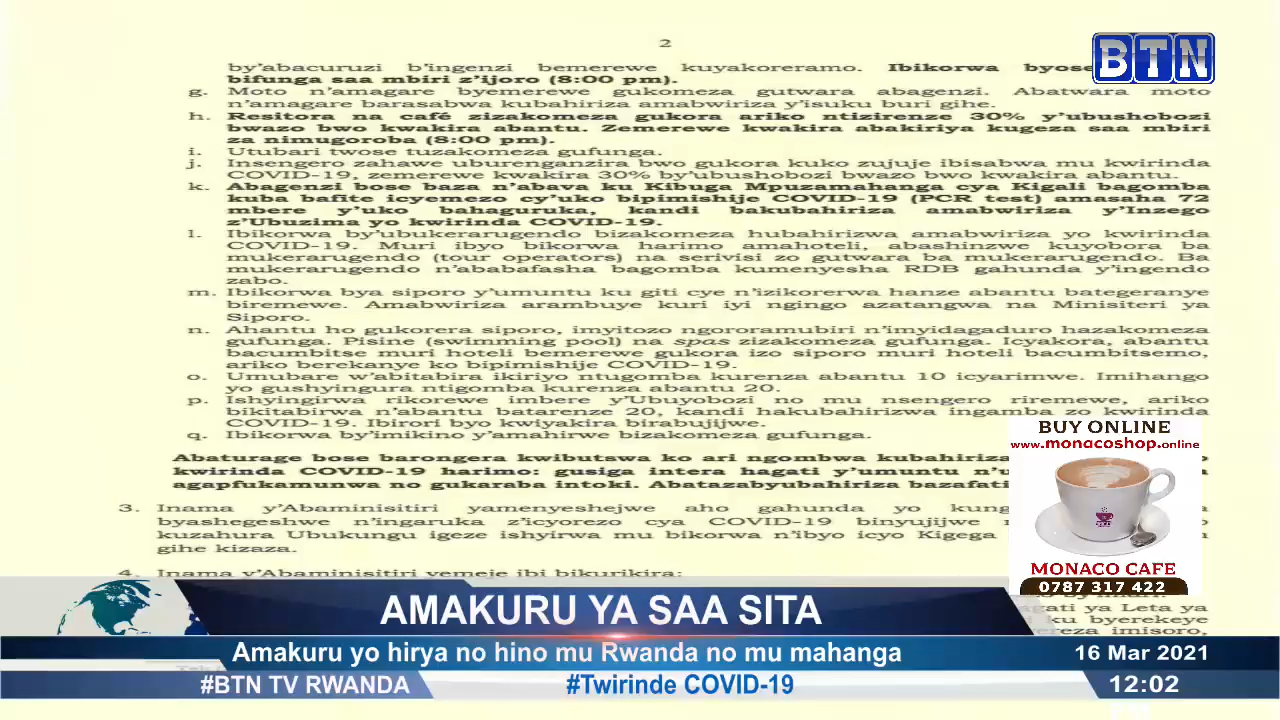 2
BTN
by'abacuruzi b'ingenzi bemerewe kuyakoreramo. Ibikorwa byose
bifunga saa mbiri z'ijoro (8:00 pm).
g. Moto n'amagare byemerewe gukomeza gutwara abagenzi. Abatwara moto
n'amagare barasabwa kubahiriza amabwiriza y'isuku buri gihe.
h. Resitora na café zizakomeza gukora ariko ntizirenze 30% y'ubushobozi
bwazo bwo kwakira abantu. Zemerewe kwakira abakiriya kugeza saa mbiri
za nimugoroba (8:00 pm).
i. Utubari twose tuzakomeza gufunga.
j. Insengero zahawe uburenganzira bwo gukora kuko zujuje ibisabwa mu kwirinda
COVID-19, zemerewe kwakira 30% by'ubushobozi bwazo bwo kwakira abantu.
k. Abagenzi bose baza n'abava ku Kibuga Mpuzamahanga cya Kigali bagomba
kuba bafite icyemezo cy'uko bipimishije COVID-19 (PCR test) amasaha 72
mbere y'uko bahaguruka, kandi bakubahiriza amabwiriza y'Inzego
z'Ubuzima yo kwirinda COVID-19.
l. Ibikorwa by'ubukerarugendo bizakomeza hubahirizwa amabwiriza yo kwirinda
COVID-19. Muri ibyo bikorwa harimo amahoteli, abashinzwe kuyobora ba
mukerarugendo (tour operators) na serivisi zo gutwara ba mukerarugendo. Ba
mukerarugendo n'ababafasha bagomba kumenyesha RDB gahunda y'ingendo
zabo.
m. Ibikorwa bya siporo y'umuntu ku giti cye n'izikorerwa hanze abantu bategeranye
biremewe. Amabwiriza arambuye kuri iyi ngingo azatangwa na Minisiteri ya
Siporo.
n. Ahantu ho gukorera siporo, imyitozo ngororamubiri n'imyidagaduro hazakomeza
gufunga. Pisine (swimming pool) na spas zizakomeza gufunga. Icyakora, abantu
bacumbitse muri hoteli bemerewe gukora izo siporo muri hoteli bacumbitsemo,
ariko berekanye ko bipimishije COVID-19.
o. Umubare w'abitabira ikiriyo ntugomba kurenza abantu 10 icyarimwe. Imihango
yo gushyingura ntigomba kurenza abantu 20.
p. Ishyingirwa rikorewe imbere y'Ubuyobozi no mu nsengero riremewe, ariko
bikitabirwa n'abantu batarenze 20, kandi hakubahirizwa ingamba zo kwirinda
COVID-19. Ibirori byo kwiyakira birabujijwe.
q. Ibikorwa by'imikino y'amahirwe bizakomeza gufunga.
Abaturage bose barongera kwibutswa ko ari ngombwa kubahiriza
kwirinda COVID-19 harimo: gusiga intera hagati y'umuntu
agapfukamunwa no gukaraba intoki. Abatazabyubahiriza
3. Inama y'Abaminisitiri yamenyeshejwe aho gahunda yo
byashegeshwe n'ingaruka z'icyorezo cya COVID-19 binyujijwe
kuzahura Ubukungu igeze ishyirwa mu bikorwa n'ibyo icyo Kigega
gihe kizaza.
4. Inama y'Abaminisitiri yemeje ibi bikurikira:
ya Leta ya
ku byerekeye
imisoro,
BUY ONLINE
www.monacoshop.online
MONACO CAFE
0787 317 422
AMAKURU YA SAA SITA
Amakuru yo hirya no hino mu Rwanda no mu mahanga
16 Mar 2021
#BTN TV RWANDA
#Twirinde COVID-19
12:02